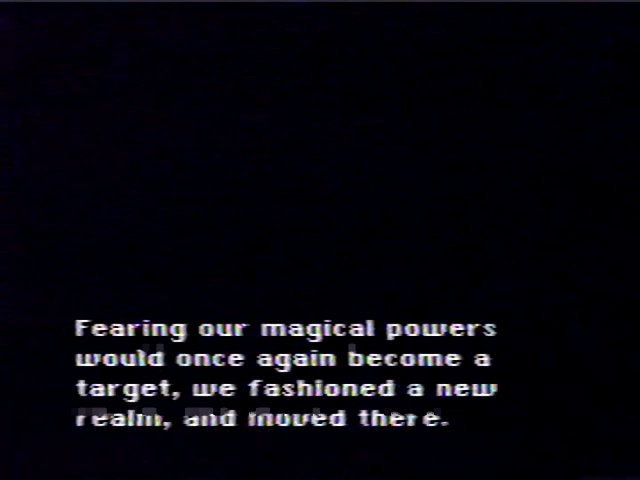 Fearing our magical powers
would once again become a
target, we fashioned a new
realm, and moved there.